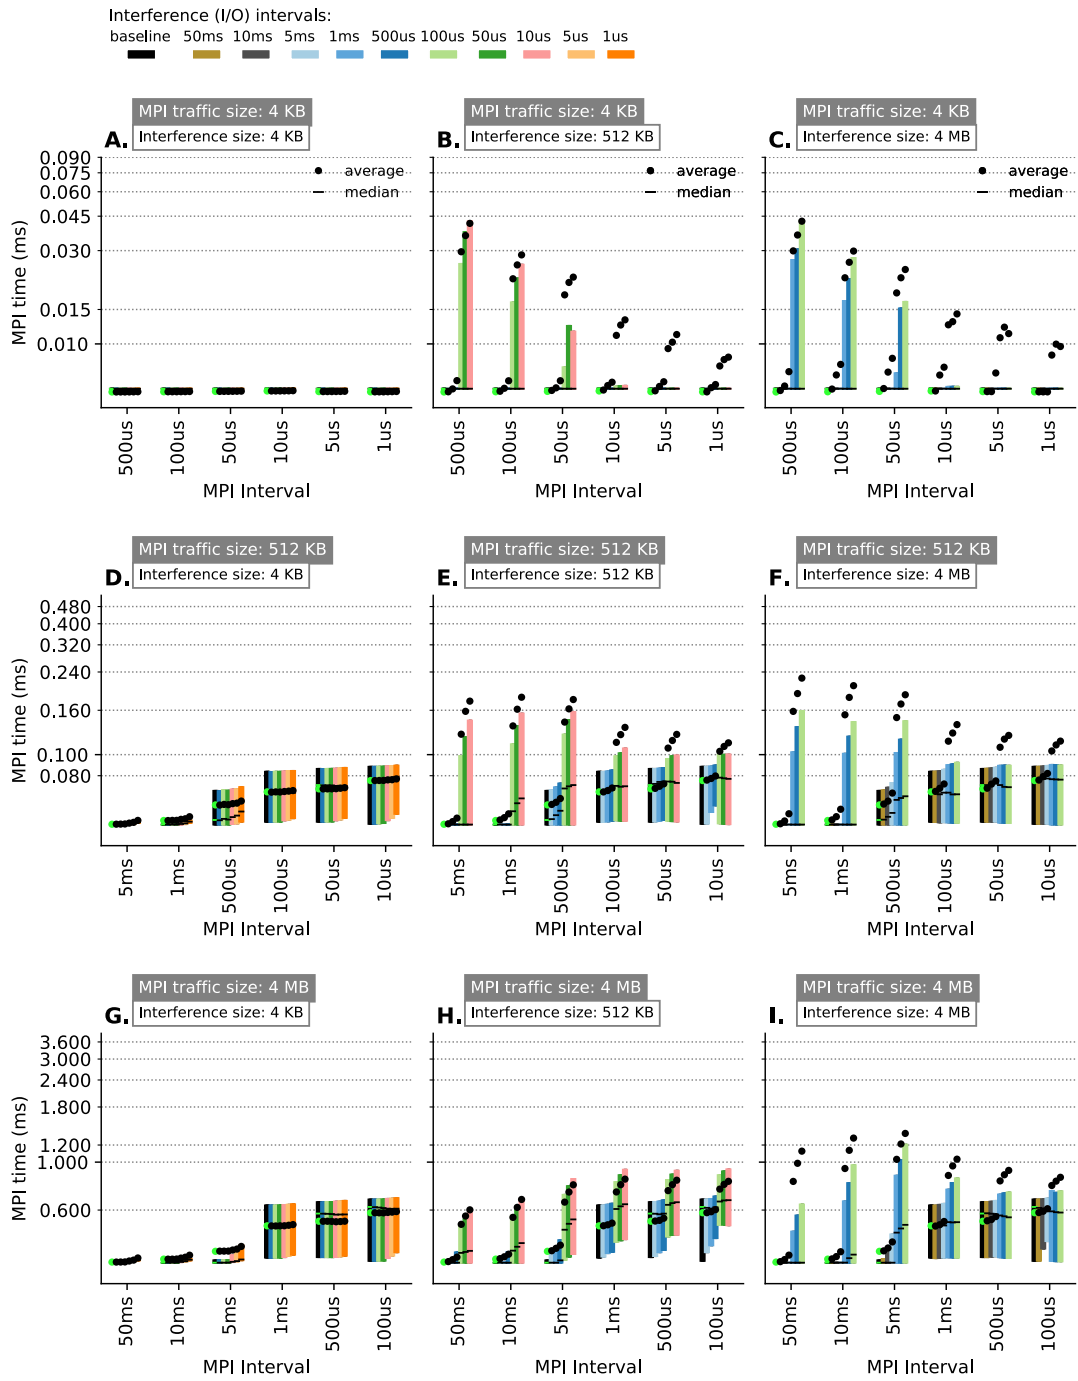 Interference (I/O) intervals:
baseline 50ms 10ms 5ms 1ms 500us 100us 50us 10us 5us 1us
MPI traffic size: 4 KB MPI traffic size: 4 KB MPI traffic size: 4 KB
A. Interference size: 4 KB B. Interference size: 512 KB C. Interference size: 4 MB
0.090
0.075
0.060
0.045
0.030
0.015
0.010
MPI time (ms)
average average average
median median median
500us 100us 50us 10us 5us 1us 500us 100us 50us 10us 5us 1us 500us 100us 50us 10us 5us 1us
MPI Interval MPI Interval MPI Interval
MPI traffic size: 512 KB MPI traffic size: 512 KB MPI traffic size: 512 KB
D. Interference size: 4 KB E. Interference size: 512 KB F. Interference size: 4 MB
0.480
0.400
0.320
0.240
0.160
0.100
0.080
MPI time (ms)
5ms 1ms 500us 100us 50us 10us 5ms 1ms 500us 100us 50us 10us 5ms 1ms 500us 100us 50us 10us
MPI Interval MPI Interval MPI Interval
MPI traffic size: 4 MB MPI traffic size: 4 MB MPI traffic size: 4 MB
G. Interference size: 4 KB H. Interference size: 512 KB I. Interference size: 4 MB
3.600
3.000
2.400
1.800
1.200
1.000
0.600
MPI time (ms)
50ms 10ms 5ms 1ms 500us 100us 50ms 10ms 5ms 1ms 500us 100us 50ms 10ms 5ms 1ms 500us 100us
MPI Interval MPI Interval MPI Interval